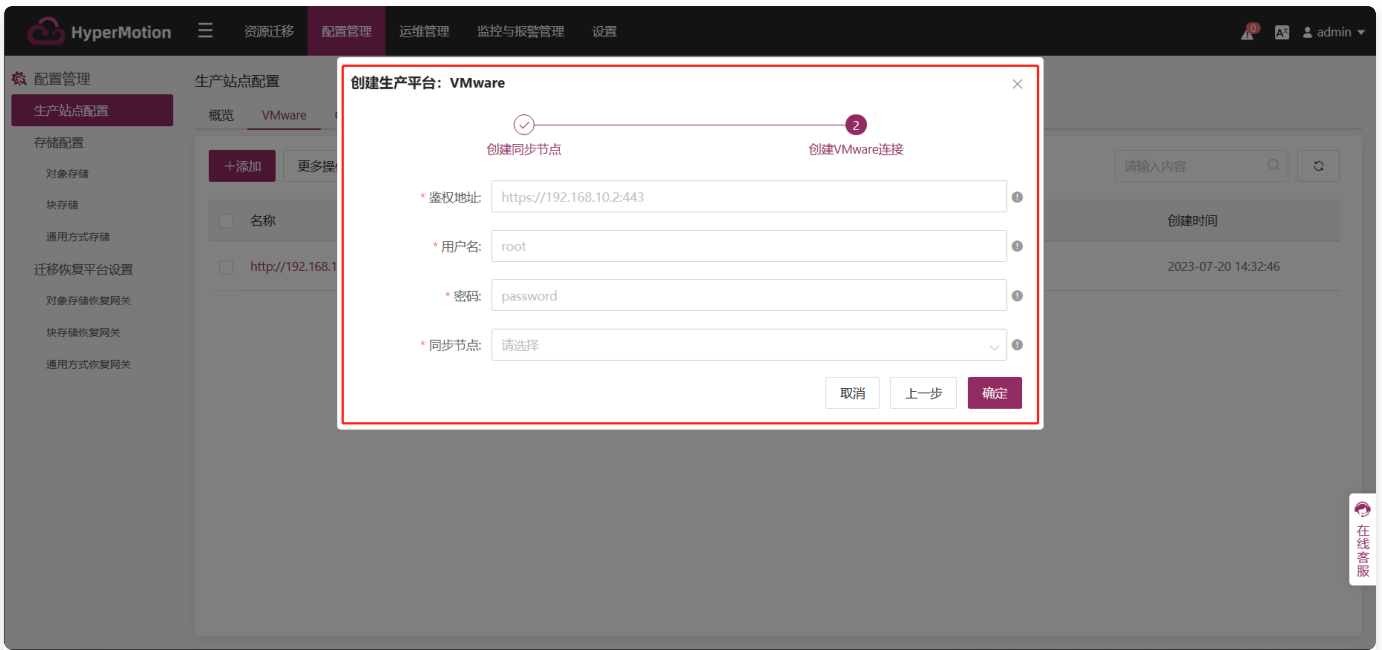 HyperMotion 资源迁移 配置管理 运维管理 监控与报警管理 设置 0 admin
配置管理
生产站点配置
存储配置
对象存储
块存储
通用方式存储
迁移恢复平台设置
对象存储恢复网关
块存储恢复网关
通用方式恢复网关
生产站点配置
概览 VMware
+添加 更多操 请输入内容
名称 创建时间
http://192.168.1 2023-07-20 14:32:46
创建生产平台：VMware
2
创建同步节点 创建VMware连接
* 鉴权地址: https://192.168.10.2:443
* 用户名: root
* 密码: password
* 同步节点: 请选择
取消 上一步 确定
在线客服